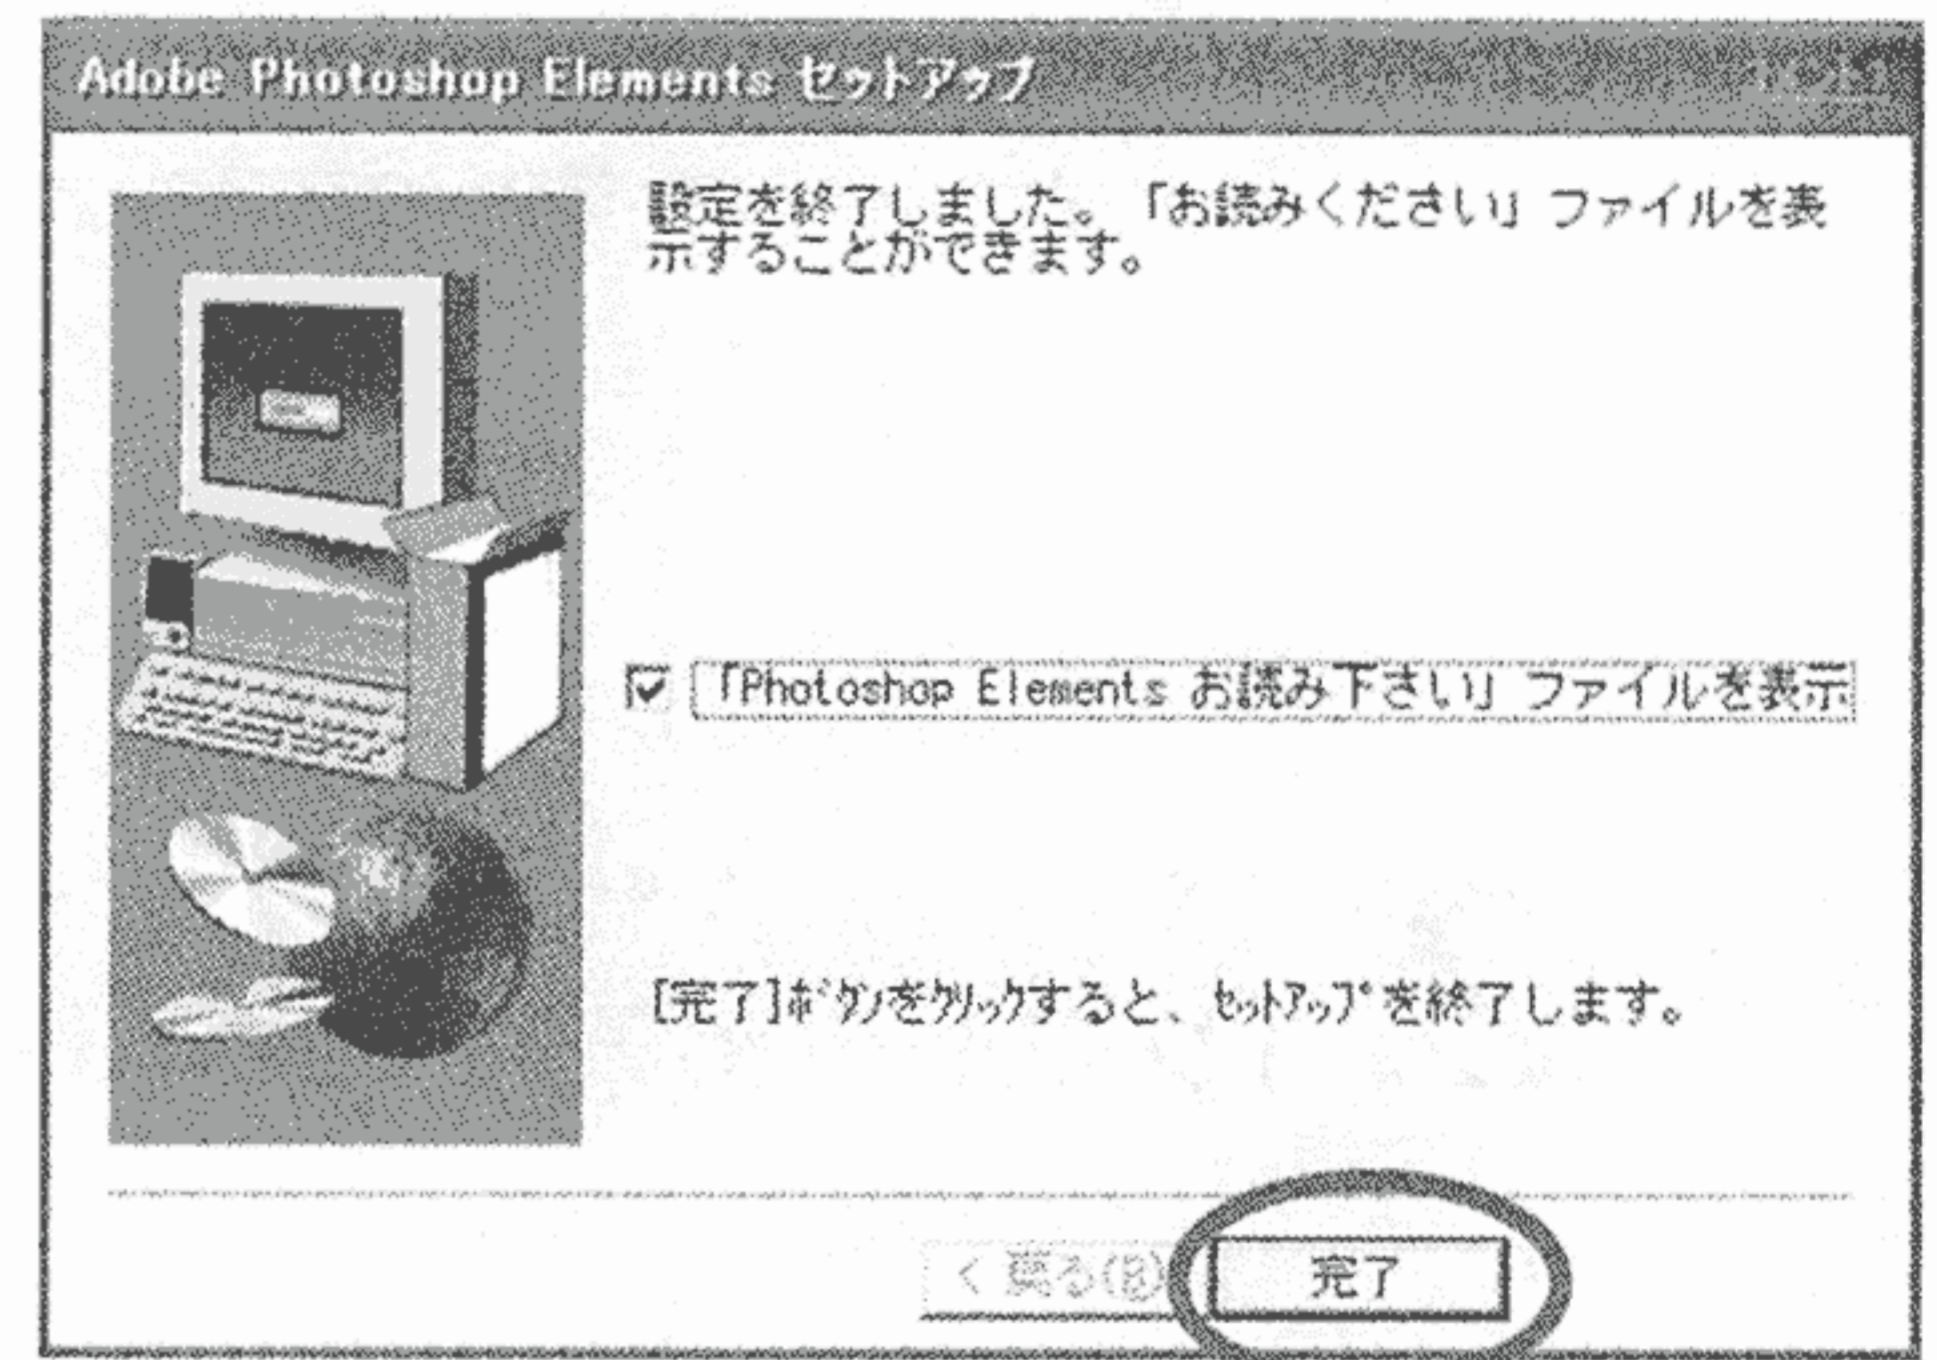 Adobe Photoshop Elements セットアップ
設定を終了しました。「お読みください」ファイルを表
示することができます。
「Photoshop Elements お読み下さい」ファイルを表示
[完了]ﾎﾞﾀﾝをｸﾘｯｸすると、ｾｯﾄｱｯﾌﾟを終了します。
< 戻る(B)
完了